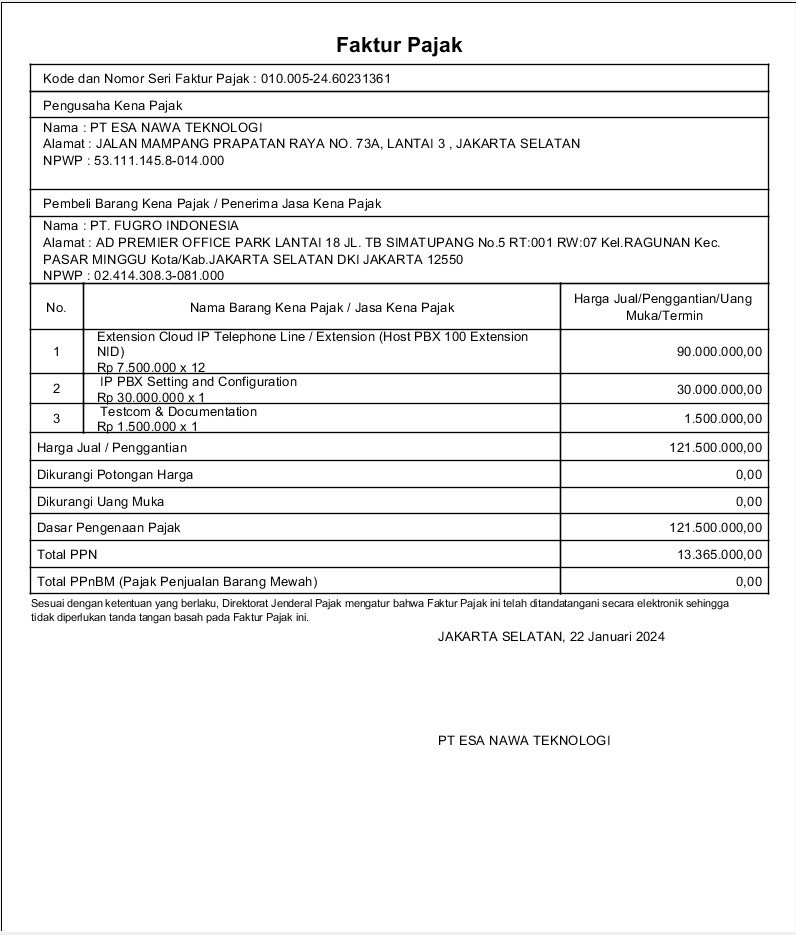 Faktur Pajak
Kode dan Nomor Seri Faktur Pajak : 010.005-24.60231361
Pengusaha Kena Pajak
Nama : PT ESA NAWA TEKNOLOGI
Alamat : JALAN MAMPANG PRAPATAN RAYA NO. 73A, LANTAI 3 , JAKARTA SELATAN
NPWP : 53.111.145.8-014.000
Pembeli Barang Kena Pajak / Penerima Jasa Kena Pajak
Nama : PT. FUGRO INDONESIA
Alamat : AD PREMIER OFFICE PARK LANTAI 18 JL. TB SIMATUPANG No.5 RT:001 RW:07 Kel.RAGUNAN Kec.
PASAR MINGGU Kota/Kab.JAKARTA SELATAN DKI JAKARTA 12550
NPWP : 02.414.308.3-081.000
No. Nama Barang Kena Pajak / Jasa Kena Pajak Harga Jual/Penggantian/Uang
Muka/Termin
Extension Cloud IP Telephone Line / Extension (Host PBX 100 Extension
1 NID) 90.000.000,00
Rp 7.500.000 x 12
2 IP PBX Setting and Configuration 30.000.000,00
Rp 30.000.000 x 1
3 Testcom & Documentation 1.500.000,00
Rp 1.500.000 x 1
Harga Jual / Penggantian 121.500.000,00
Dikurangi Potongan Harga 0,00
Dikurangi Uang Muka 0,00
Dasar Pengenaan Pajak 121.500.000,00
Total PPN 13.365.000,00
Total PPnBM (Pajak Penjualan Barang Mewah) 0,00
Sesuai dengan ketentuan yang berlaku, Direktorat Jenderal Pajak mengatur bahwa Faktur Pajak ini telah ditandatangani secara elektronik sehingga
tidak diperlukan tanda tangan basah pada Faktur Pajak ini.
JAKARTA SELATAN, 22 Januari 2024
PT ESA NAWA TEKNOLOGI